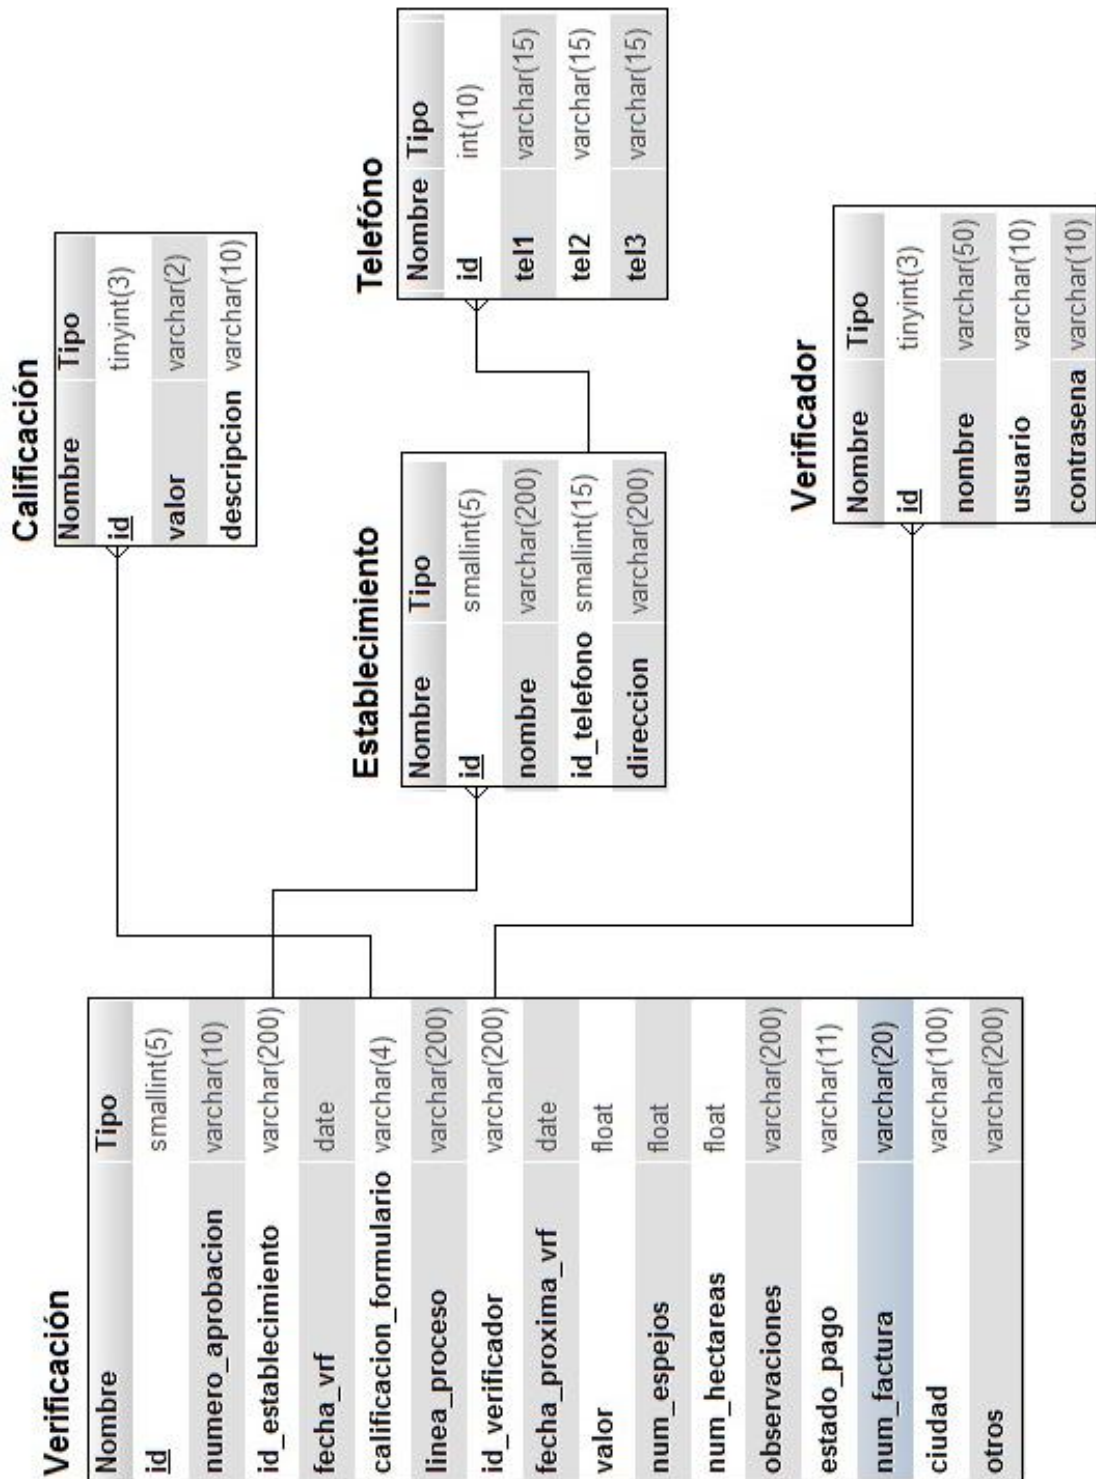 Verificación
Nombre Tipo
id smallint(5)
numero_aprobacion varchar(10)
id_establecimiento varchar(200)
fecha_vrf date
calificacion_formulario varchar(4)
linea_proceso varchar(200)
id_verificador varchar(200)
fecha_proxima_vrf date
valor float
num_espejos float
num_hectareas float
observaciones varchar(200)
estado_pago varchar(11)
num_factura varchar(20)
ciudad varchar(100)
otros varchar(200)
Calificación
Nombre Tipo
id tinyint(3)
valor varchar(2)
descripcion varchar(10)
Establecimiento
Nombre Tipo
id smallint(5)
nombre varchar(200)
id_telefono smallint(15)
direccion varchar(200)
Telefóno
Nombre Tipo
id int(10)
tel1 varchar(15)
tel2 varchar(15)
tel3 varchar(15)
Verificador
Nombre Tipo
id tinyint(3)
nombre varchar(50)
usuario varchar(10)
contrasena varchar(10)